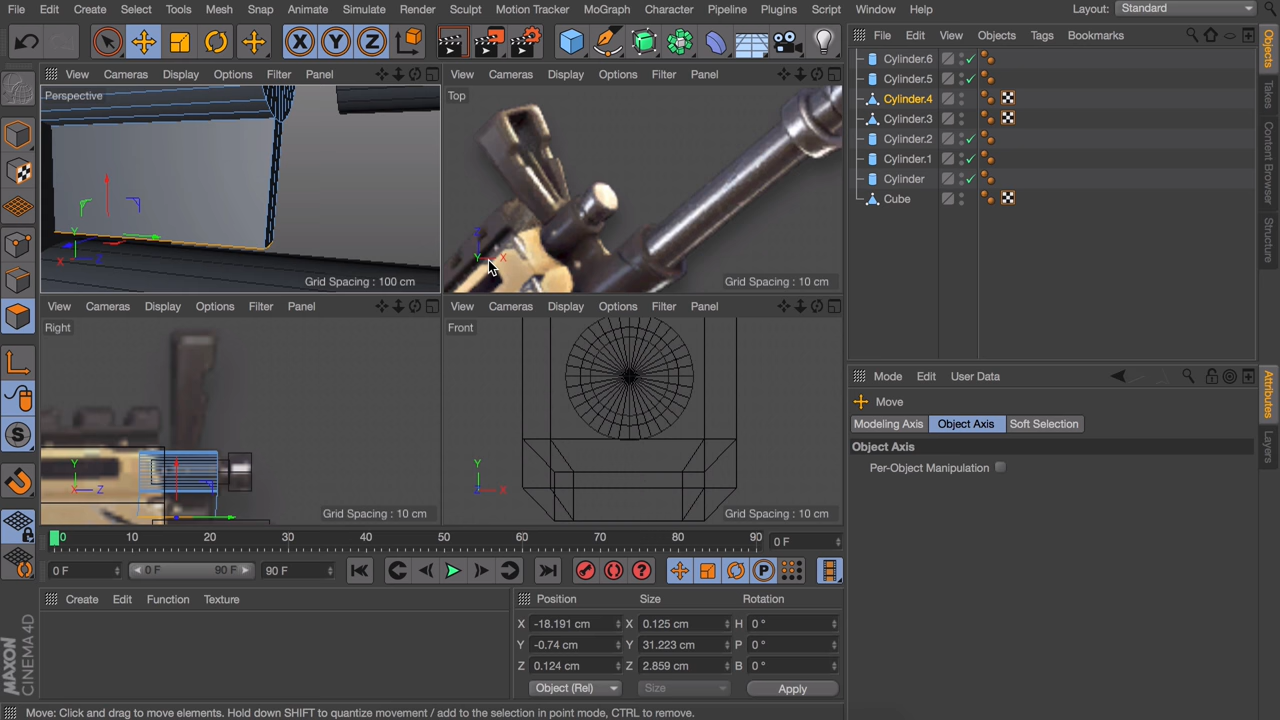 File Edit Create Select Tools Mesh Snap Animate Simulate Render Sculpt Motion Tracker MoGraph Character Pipeline Plugins Script Window Help Layout: Standard
X Y Z
File Edit View Objects Tags Bookmarks
Objects
Takes
Content Browser
Structure
View Cameras Display Options Filter Panel
View Cameras Display Options Filter Panel
Perspective
Top
Cylinder.6
Cylinder.5
Cylinder.4
Cylinder.3
Cylinder.2
Cylinder.1
Cylinder
Cube
Y
X Z
Z
Y X
Grid Spacing : 100 cm
Grid Spacing : 10 cm
View Cameras Display Options Filter Panel
View Cameras Display Options Filter Panel
Right
Front
Y
X Z
Y
Z X
Grid Spacing : 10 cm
Grid Spacing : 10 cm
Mode Edit User Data
Attributes
Layers
Move
Modeling Axis Object Axis Soft Selection
Object Axis
Per-Object Manipulation
S
0 10 20 30 40 50 60 70 80 90 0 F
0 F 0 F 90 F 90 F
P
Create Edit Function Texture
Position Size Rotation
X -18.191 cm X 0.125 cm H 0 °
Y -0.74 cm Y 31.223 cm P 0 °
Z 0.124 cm Z 2.859 cm B 0 °
Object (Rel) Size Apply
MAXON
CINEMA 4D
Move: Click and drag to move elements. Hold down SHIFT to quantize movement / add to the selection in point mode, CTRL to remove.